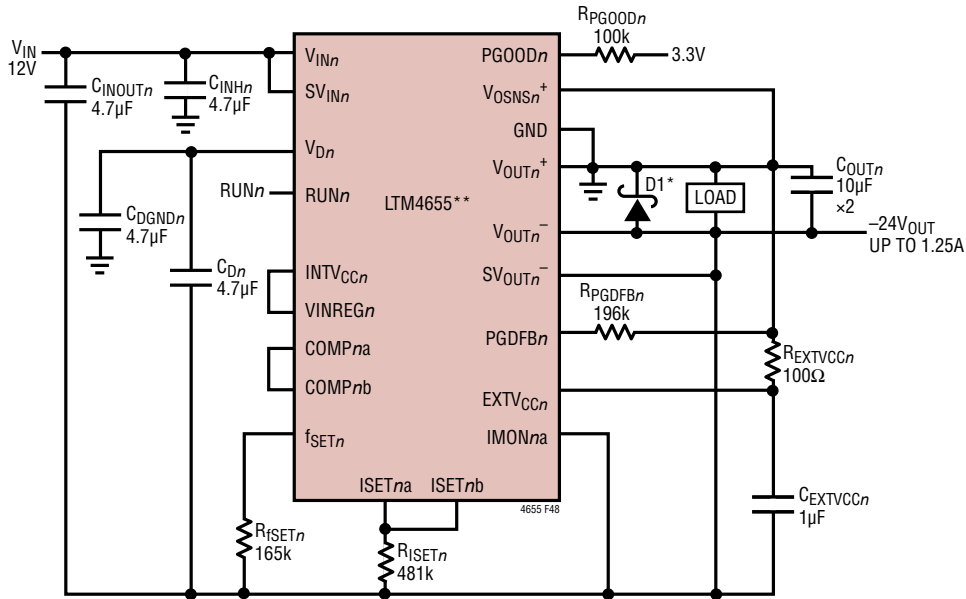 VIN
12V
CINOUTn
4.7µF
CINHn
4.7µF
CDGNDn
4.7µF
CDn
4.7µF
RUNn
VINn
SVINn
VDn
RUNn
INTVCCn
VINREGn
COMPna
COMPnb
fSETn
ISETna
ISETnb
LTM4655**
PGOODn
VOSNSn+
GND
VOUTn+
VOUTn–
SVOUTn–
PGDFBn
EXTVCCn
IMONna
4655 F48
RPGOODn
100k
3.3V
D1*
LOAD
COUTn
10µF
×2
–24VOUT
UP TO 1.25A
RPGDFBn
196k
REXTVCCn
100Ω
CEXTVCCn
1µF
RfSETn
165k
RISETn
481k